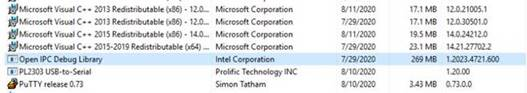 Microsoft Visual C++ 2013 Redistributable (x86) - 12.0... Microsoft Corporation 8/11/2020 17.1 MB 12.0.21005.1
Microsoft Visual C++ 2013 Redistributable (x86) - 12.0... Microsoft Corporation 7/29/2020 17.1 MB 12.0.30501.0
Microsoft Visual C++ 2015 Redistributable (x86) - 14.0... Microsoft Corporation 8/11/2020 19.5 MB 14.0.24212.0
Microsoft Visual C++ 2015-2019 Redistributable (x64) ... Microsoft Corporation 7/29/2020 23.1 MB 14.21.27702.2
Open IPC Debug Library Intel Corporation 7/29/2020 269 MB 1.2023.4721.600
PL2303 USB-to-Serial Prolific Technology INC 8/10/2020 1.20.00
PuTTY release 0.73 Simon Tatham 8/10/2020 3.43 MB 0.73.0.0